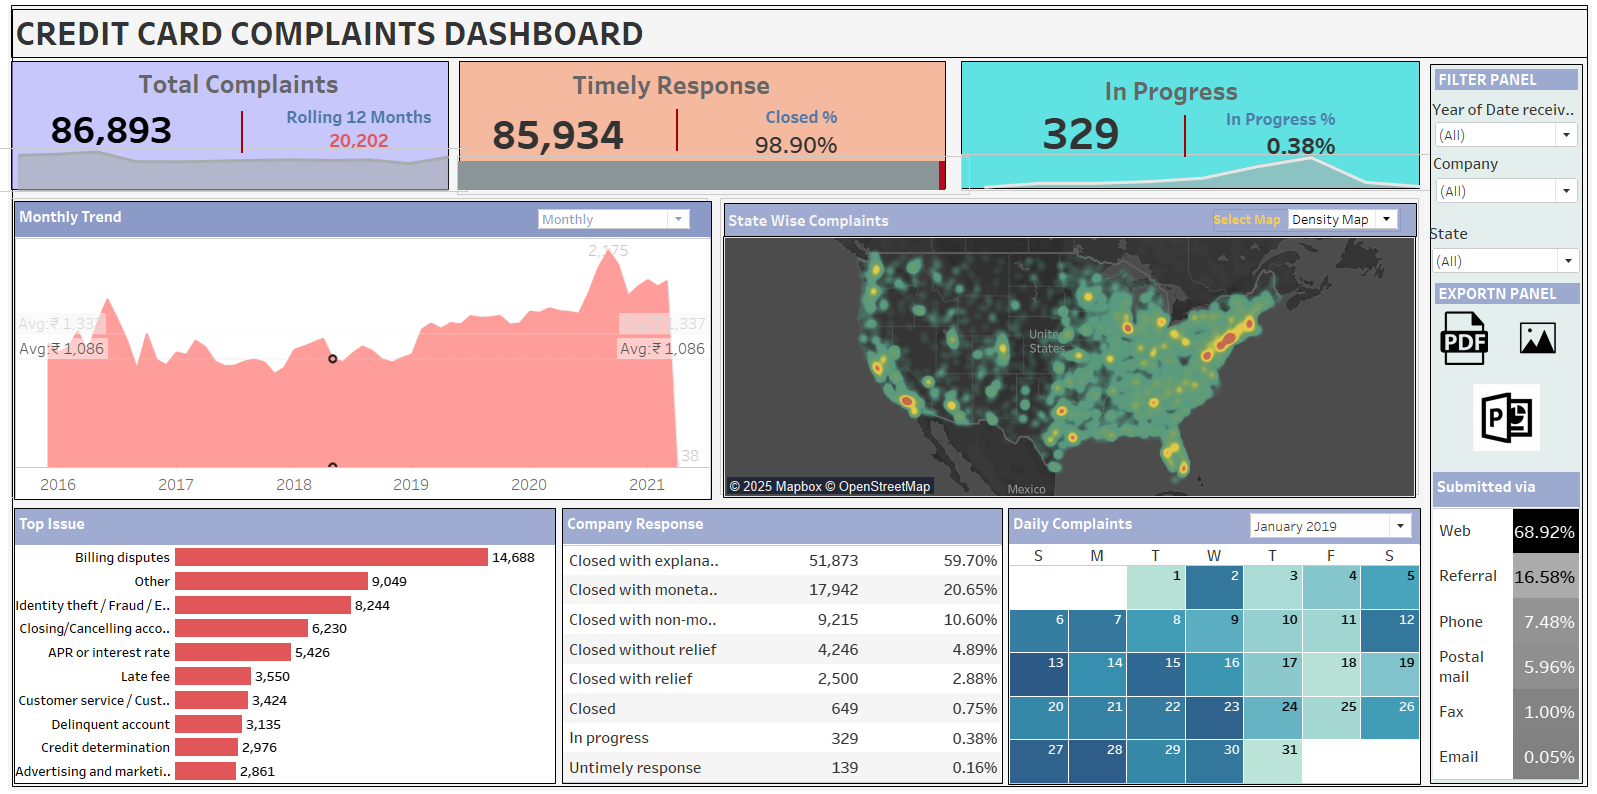 CREDIT CARD COMPLAINTS DASHBOARD
Total Complaints
86,893
Rolling 12 Months
20,202
Timely Response
85,934
Closed %
98.90%
In Progress
329
In Progress %
0.38%
FILTER PANEL
Year of Date receiv..
(All)
Company
(All)
State
(All)
EXPORTN PANEL
PDF
P
Monthly Trend
Monthly
2,175
Avg:₹ 1,337
1,337
Avg:₹ 1,086
Avg:₹ 1,086
38
2016 2017 2018 2019 2020 2021
State Wise Complaints
Select Map
Density Map
United
States
Mexico
© 2025 Mapbox © OpenStreetMap
Top Issue
Billing disputes 14,688
Other 9,049
Identity theft / Fraud / E.. 8,244
Closing/Cancelling acco.. 6,230
APR or interest rate 5,426
Late fee 3,550
Customer service / Cust.. 3,424
Delinquent account 3,135
Credit determination 2,976
Advertising and marketi.. 2,861
Company Response
Closed with explana.. 51,873 59.70%
Closed with moneta.. 17,942 20.65%
Closed with non-mo.. 9,215 10.60%
Closed without relief 4,246 4.89%
Closed with relief 2,500 2.88%
Closed 649 0.75%
In progress 329 0.38%
Untimely response 139 0.16%
Daily Complaints
January 2019
S M T W T F S
1 2 3 4 5
6 7 8 9 10 11 12
13 14 15 16 17 18 19
20 21 22 23 24 25 26
27 28 29 30 31
Submitted via
Web 68.92%
Referral 16.58%
Phone 7.48%
Postal
mail 5.96%
Fax 1.00%
Email 0.05%